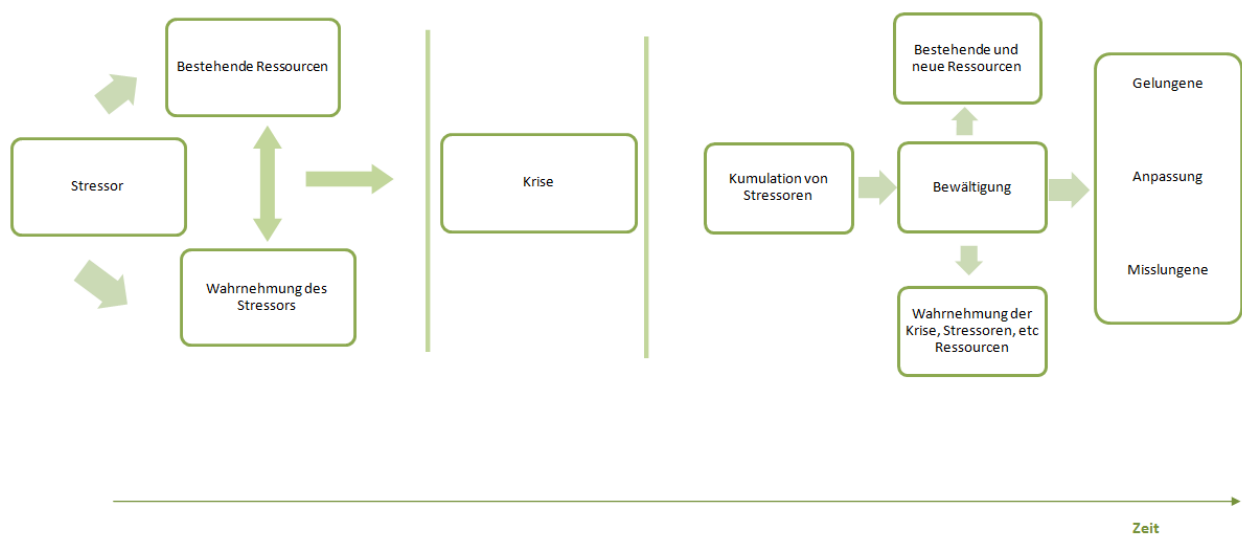 Bestehende Ressourcen
Stressor
Wahrnehmung des
Stressors
Krise
Kumulation von
Stressoren
Bestehende und
neue Ressourcen
Bewältigung
Wahrnehmung der
Krise, Stressoren, etc
Ressourcen
Gelungene
Anpassung
Misslungene
Zeit